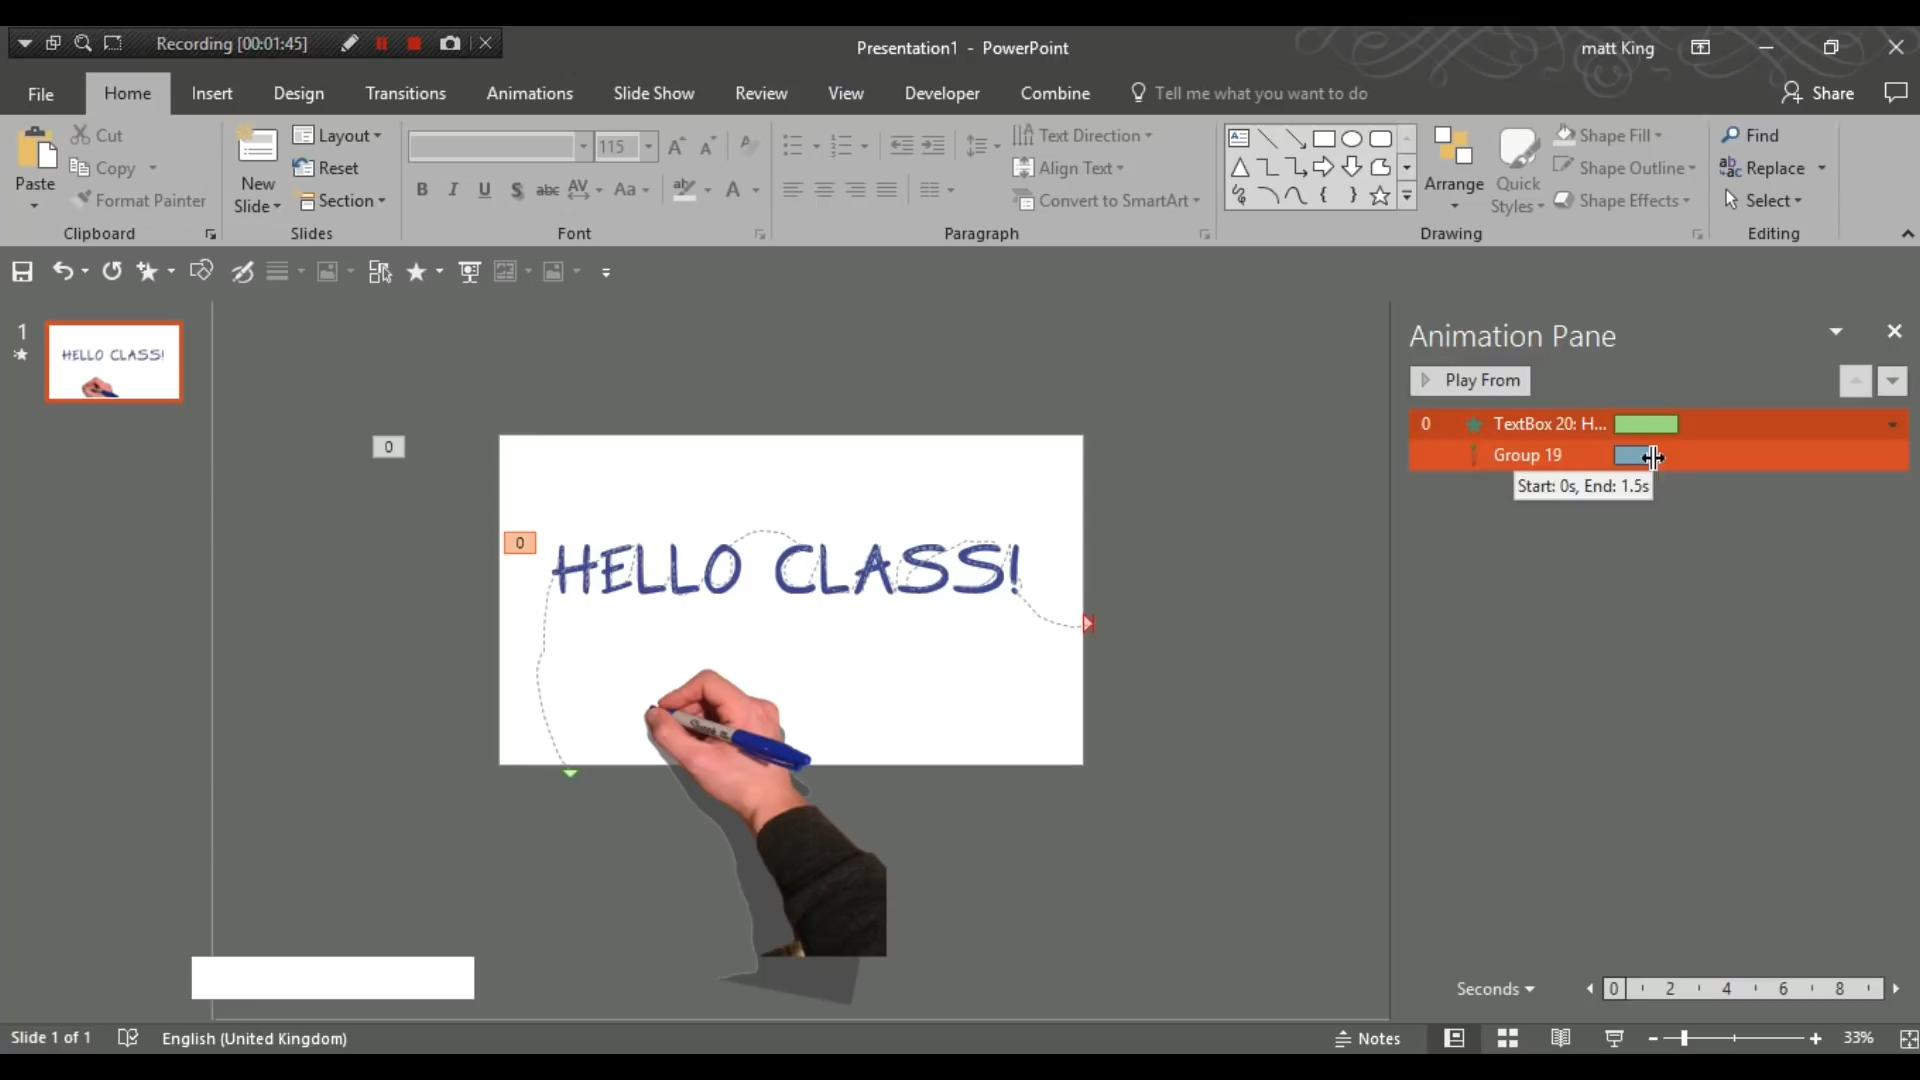 Recording [00:01:45]
Presentation1 - PowerPoint
matt King
File Home Insert Design Transitions Animations Slide Show Review View Developer Combine Tell me what you want to do Share
Paste
Cut
Copy
Format Painter
Clipboard
New Slide
Layout
Reset
Section
Slides
115
B I U S abc AV Aa A
Font
Text Direction
Align Text
Convert to SmartArt
Paragraph
Arrange
Quick Styles
Shape Fill
Shape Outline
Shape Effects
Drawing
Find
Replace
Select
Editing
1
HELLO CLASS!
0
0
HELLO CLASS!
Sharpie
Animation Pane
Play From
0 TextBox 20: H...
Group 19
Start: 0s, End: 1.5s
Seconds 0 2 4 6 8
Slide 1 of 1 English (United Kingdom) Notes 33%